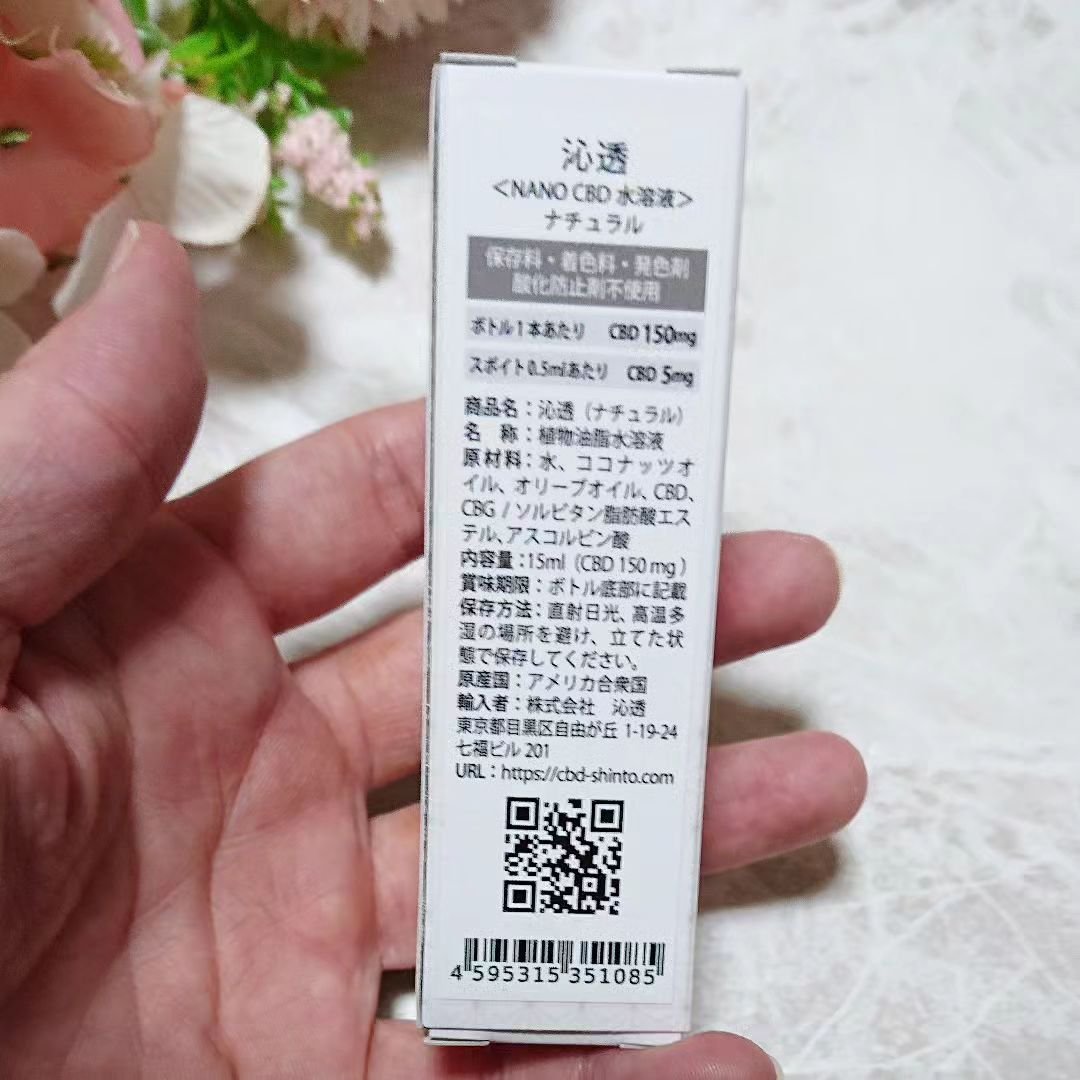 沁透
＜NANO CBD 水溶液＞
ナチュラル
保存料・着色料・発色剤
酸化防止剤不使用
ボトル1本あたり CBD 150mg
スポイト0.5mlあたり CBD 5mg
商品名：沁透（ナチュラル）
名 称：植物油脂水溶液
原材料：水、ココナッツオ
イル、オリーブオイル、CBD、
CBG / ソルビタン脂肪酸エス
テル、アスコルビン酸
内容量：15ml（CBD 150 mg ）
賞味期限：ボトル底部に記載
保存方法：直射日光、高温多
湿の場所を避け、立てた状
態で保存してください。
原産国：アメリカ合衆国
輸入者：株式会社 沁透
東京都目黒区自由が丘 1-19-24
七福ビル 201
URL：https://cbd-shinto.com
4 595315 351085